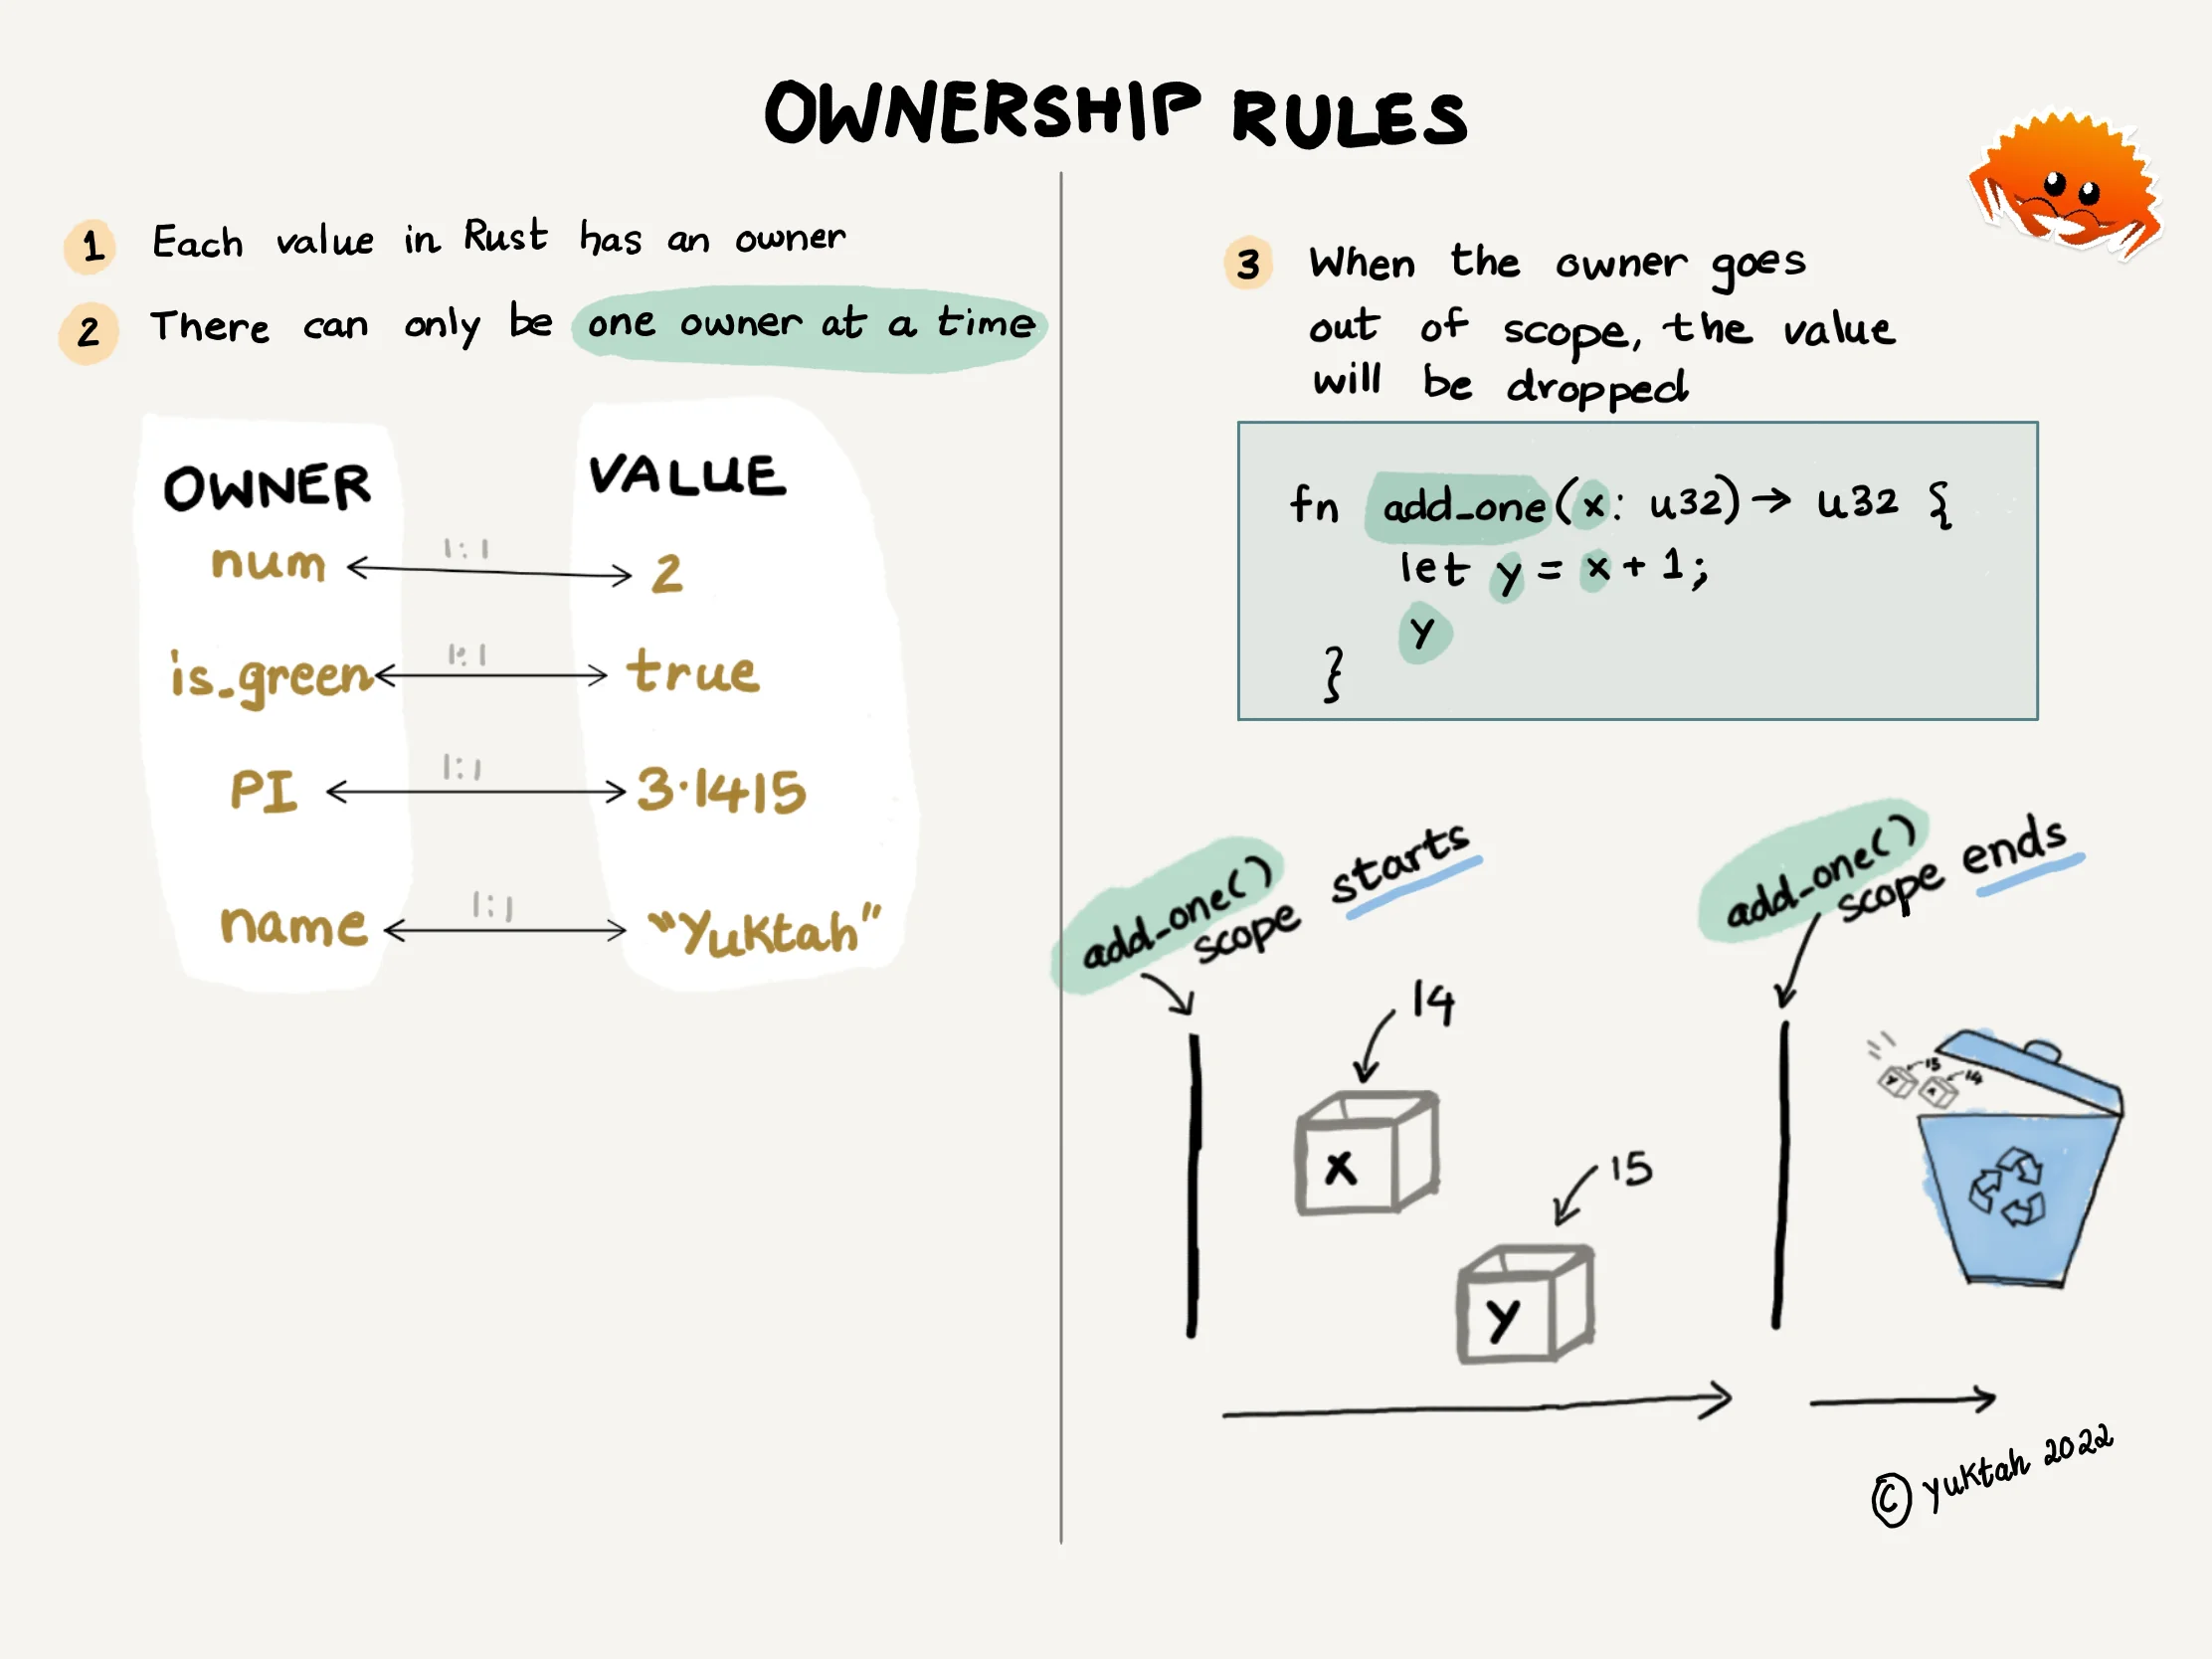 OWNERSHIP RULES
1 Each value in Rust has an owner
2 There can only be one owner at a time
OWNER VALUE
num 1:1 2
is_green 1:1 true
PI 1:1 3.1415
name 1:1 "Yuktah"
3 When the owner goes
out of scope, the value
will be dropped
fn add_one(x: u32) → u32 {
let y = x + 1;
y
}
add_one()
scope starts
add_one()
scope ends
14
x
15
y
15
y
14
x
© yuktah 2022